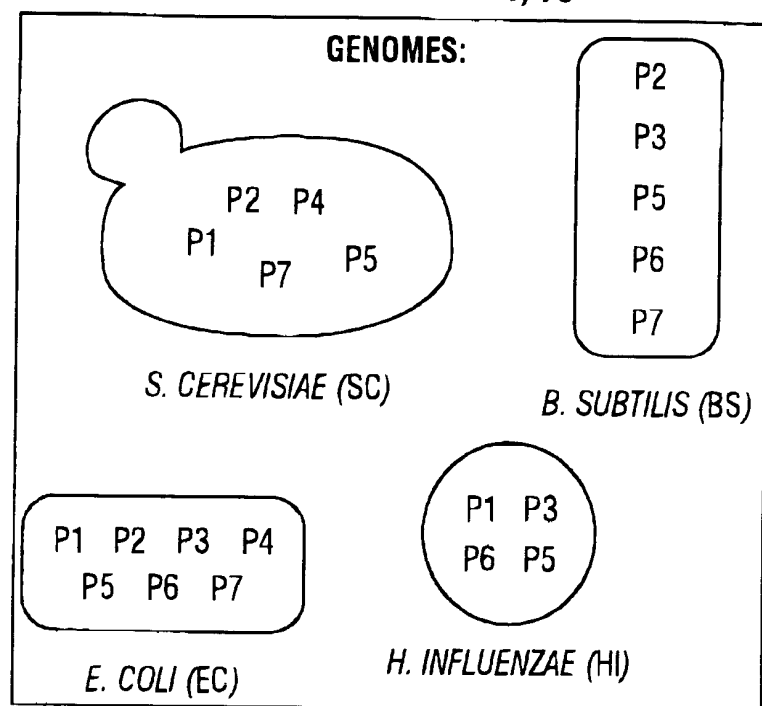 GENOMES:
P2
P3
P5
P6
P7
P2 P4
P1
P7 P5
S. CEREVISIAE (SC)
B. SUBTILIS (BS)
P1 P2 P3 P4
P5 P6 P7
E. COLI (EC)
P1 P3
P6 P5
H. INFLUENZAE (HI)